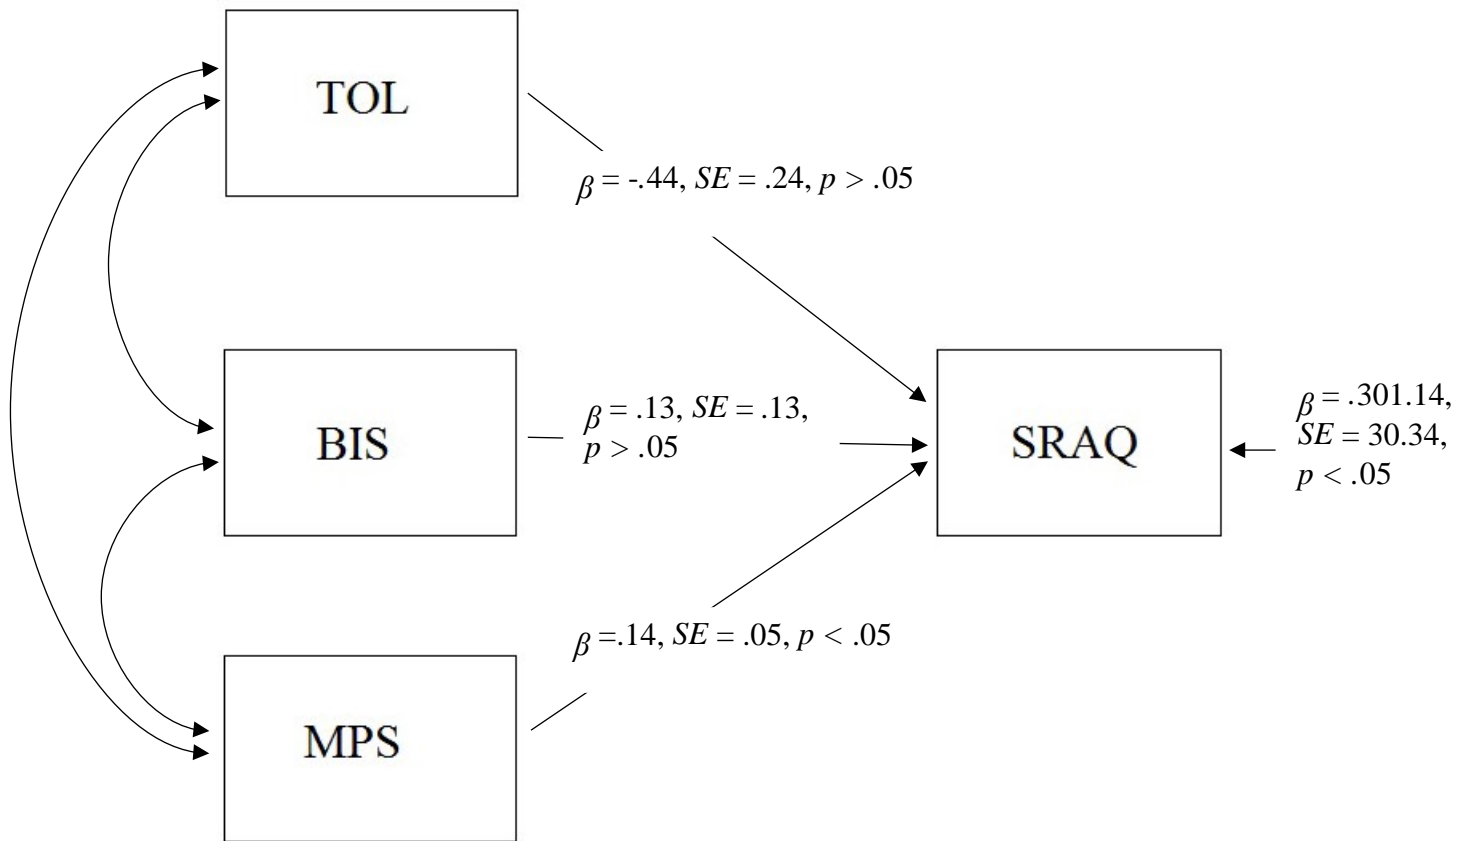 TOL
β = -.44, SE = .24, p > .05
BIS
β = .13, SE = .13,
p > .05
SRAQ
β = .301.14,
SE = 30.34,
p < .05
β =.14, SE = .05, p < .05
MPS